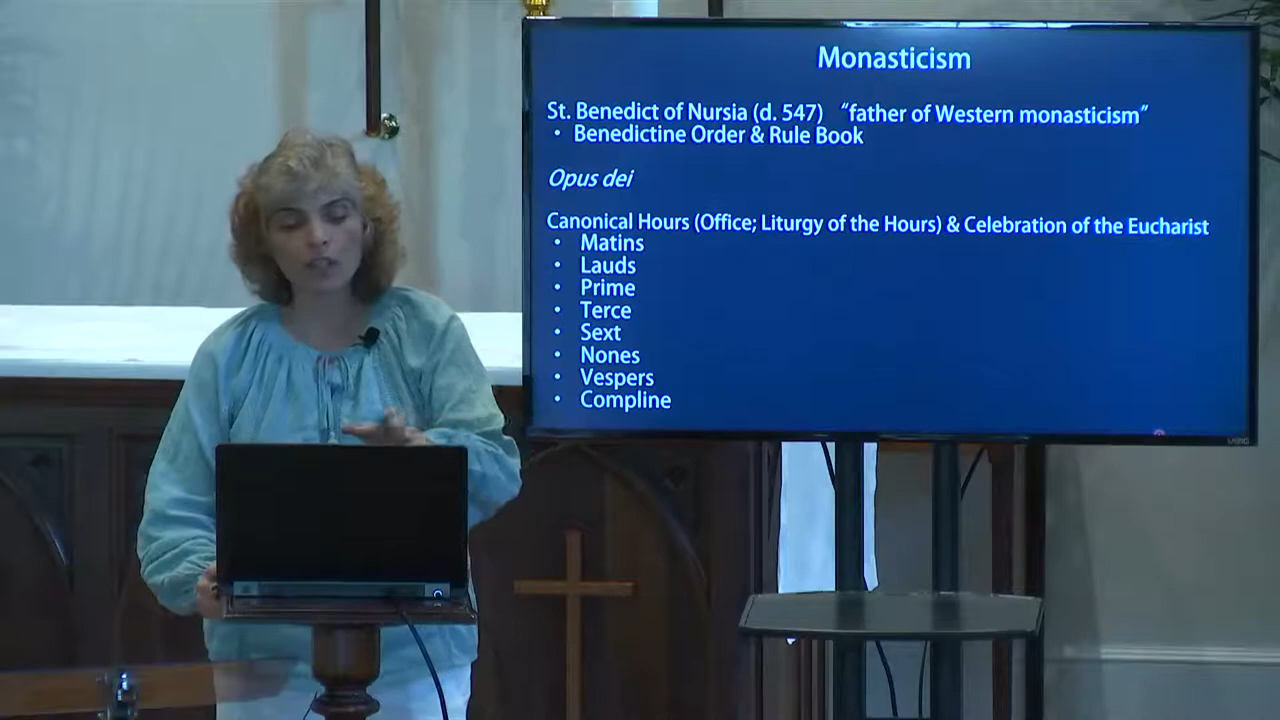 Monasticism
St. Benedict of Nursia (d. 547) “father of Western monasticism”
• Benedictine Order & Rule Book
Opus dei
Canonical Hours (Office; Liturgy of the Hours) & Celebration of the Eucharist
• Matins
• Lauds
• Prime
• Terce
• Sext
• Nones
• Vespers
• Compline